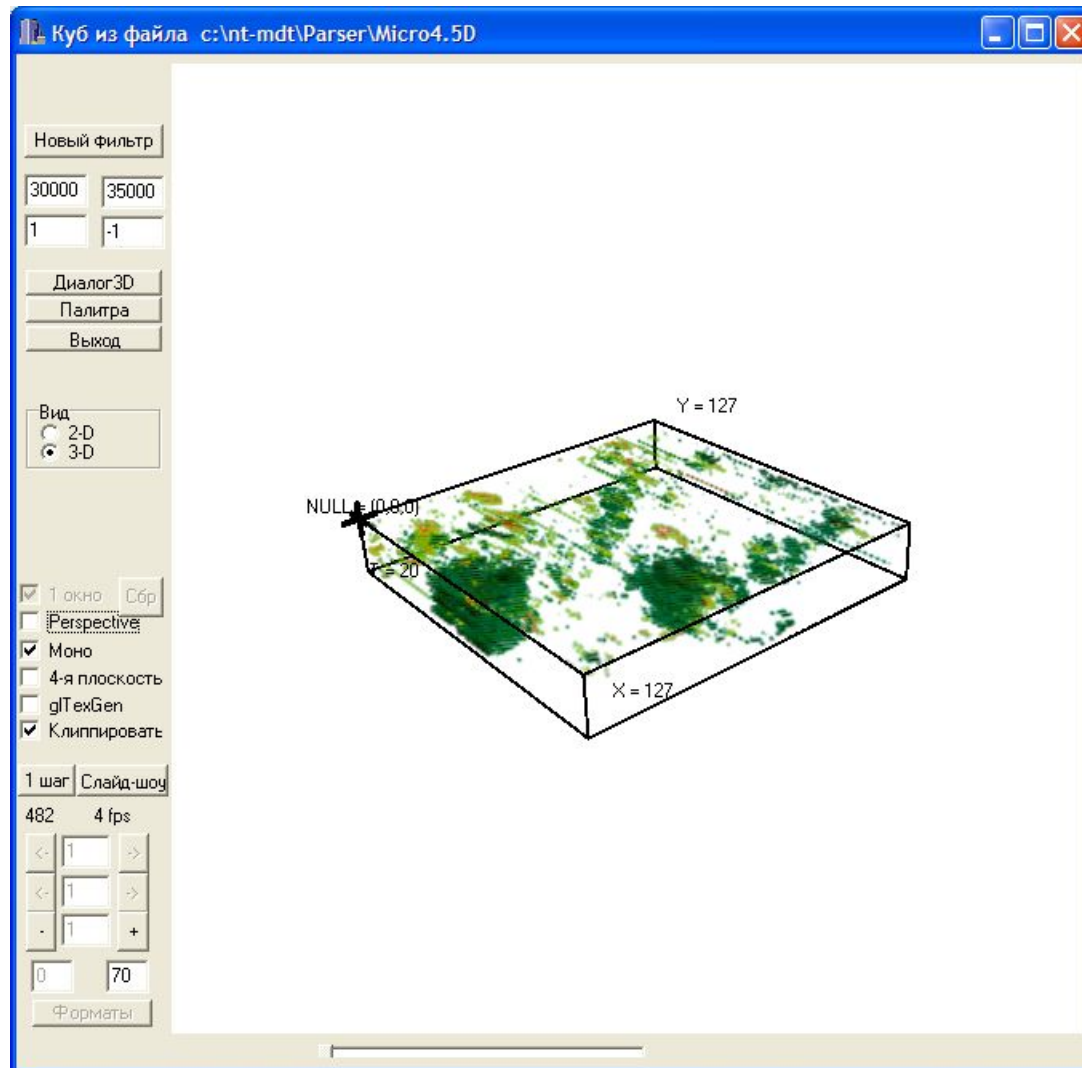 Куб из файла c:\nt-mdt\Parser\Micro4.5D
Новый фильтр
30000 35000
1 -1
Диалог3D
Палитра
Выход
Вид
2-D
3-D
Y = 127
NULL = (0,0,0)
T = 20
X = 127
1 окно Сбр
Perspective
Моно
4-я плоскость
glTexGen
Клиппировать
1 шаг Слайд-шоу
482 4 fps
<- 1 ->
<- 1 ->
- 1 +
0 70
Форматы